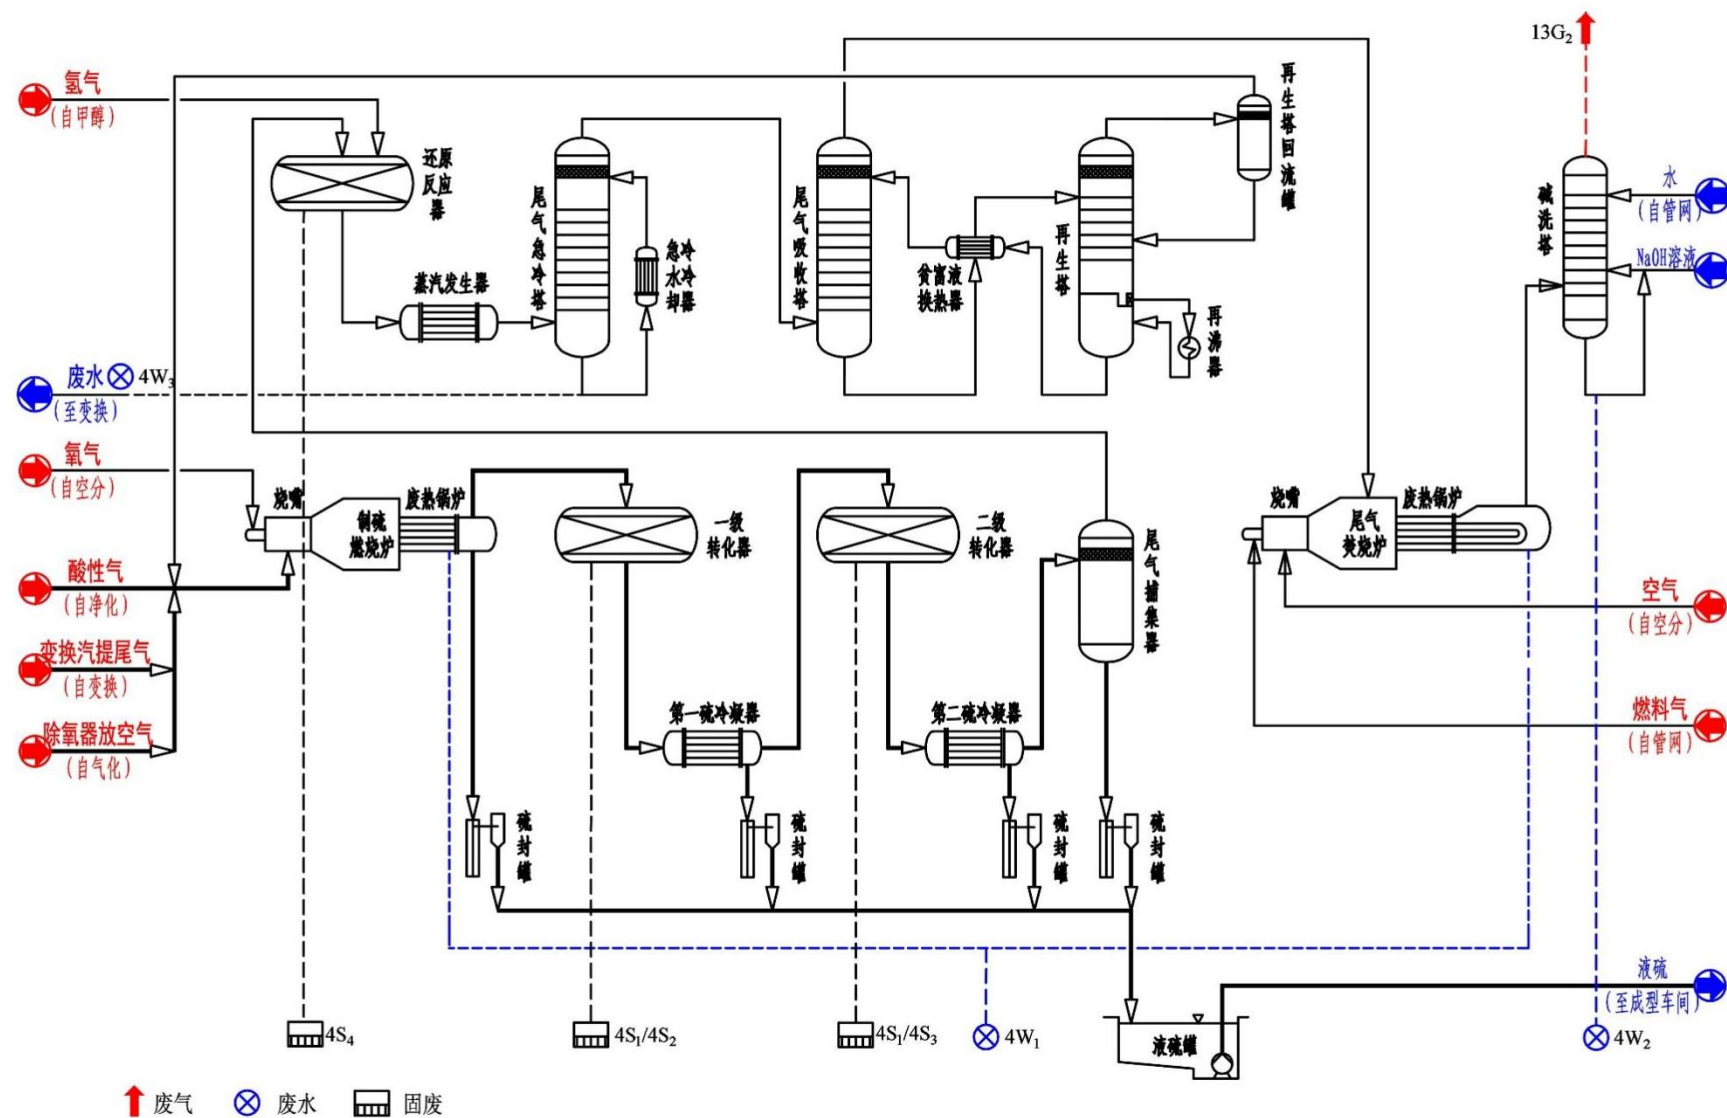 13G₂
氢气
(自甲醇)
还原
反应
器
蒸汽发生器
尾气急冷塔
急冷
水冷
却器
尾气吸收塔
贫富液
换热器
再生塔
再生塔回流罐
再沸器
碱洗塔
水
(自管网)
NaOH溶液
废水 4W₃
(至变换)
氧气
(自空分)
烧嘴
制硫
燃烧炉
废热锅炉
一级
转化器
二级
转化器
尾气捕集器
烧嘴
尾气
焚烧炉
废热锅炉
酸性气
(自净化)
变换汽提尾气
(自变换)
除氧器放空气
(自气化)
第一硫冷凝器
第二硫冷凝器
空气
(自空分)
燃料气
(自管网)
硫封罐
硫封罐
硫封罐
硫封罐
液硫
(至成型车间)
4S₄
4S₁/4S₂
4S₁/4S₃
4W₁
液硫罐
4W₂
废气
废水
固废